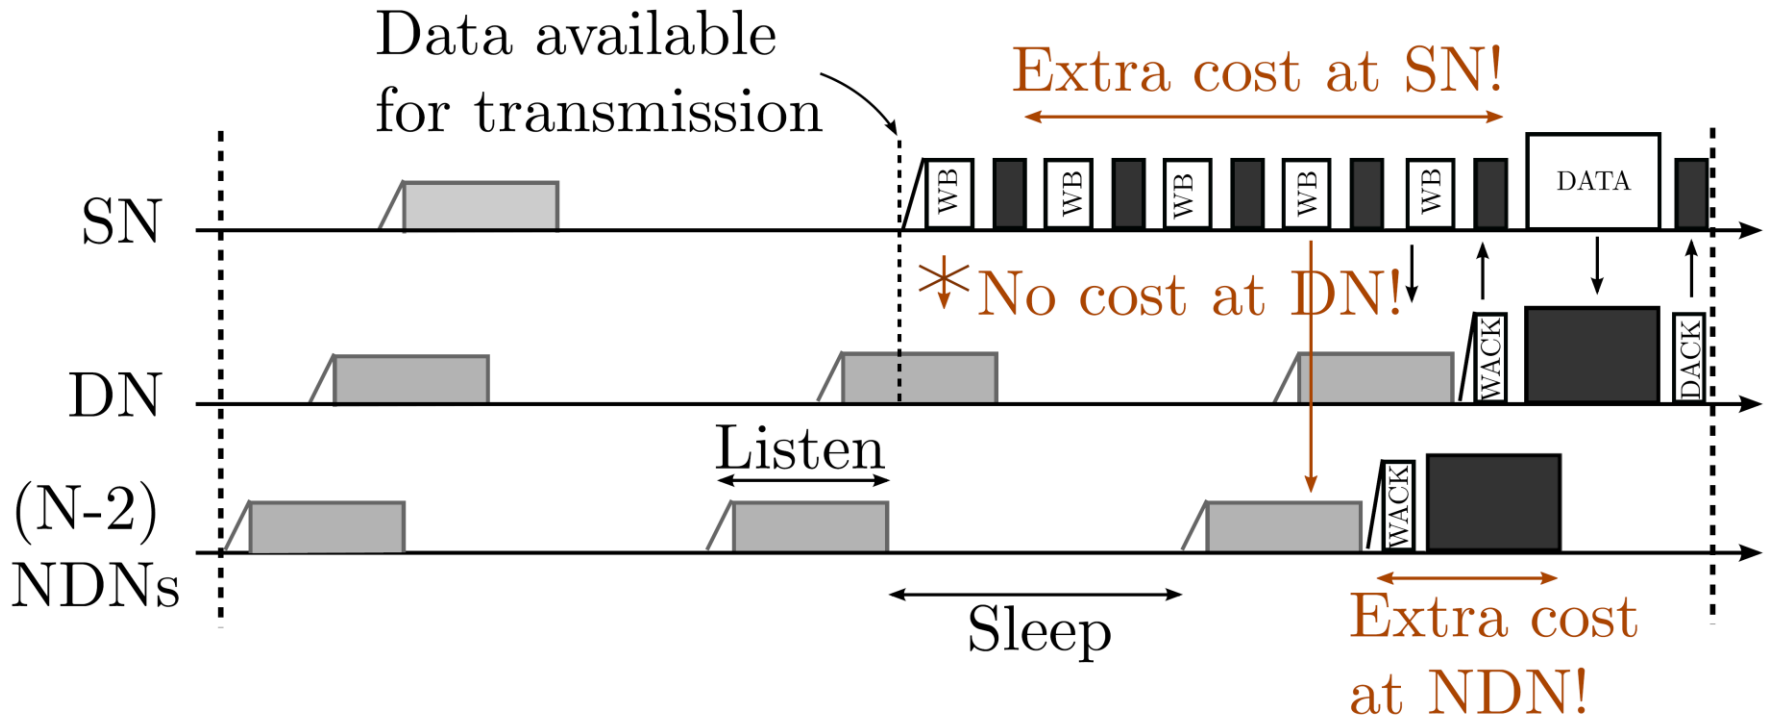 Data available
for transmission
Extra cost at SN!
SN
WB
WB
WB
WB
WB
DATA
No cost at DN!
DN
WACK
DACK
Listen
(N-2)
NDNs
WACK
Sleep
Extra cost
at NDN!